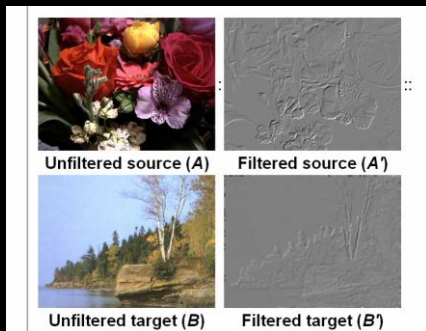 Unfiltered source (A)
:
Filtered source (A')
::
Unfiltered target (B)
Filtered target (B')